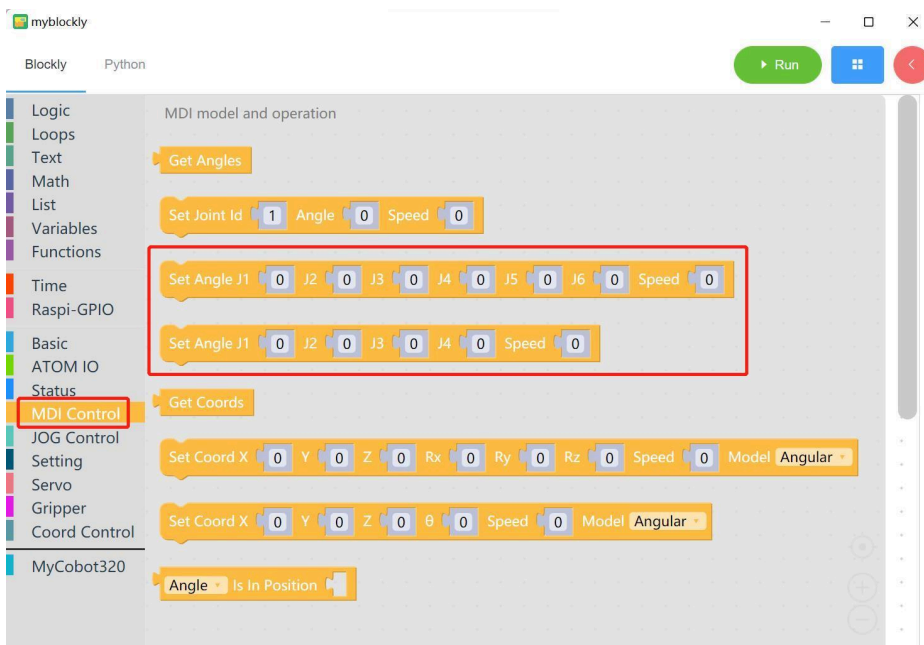 myblockly
Blockly Python
Run
Logic
Loops
Text
Math
List
Variables
Functions
Time
Raspi-GPIO
Basic
ATOM IO
Status
MDI Control
JOG Control
Setting
Servo
Gripper
Coord Control
MyCobot320
MDI model and operation
Get Angles
Set Joint Id 1 Angle 0 Speed 0
Set Angle J1 0 J2 0 J3 0 J4 0 J5 0 J6 0 Speed 0
Set Angle J1 0 J2 0 J3 0 J4 0 Speed 0
Get Coords
Set Coord X 0 Y 0 Z 0 Rx 0 Ry 0 Rz 0 Speed 0 Model Angular
Set Coord X 0 Y 0 Z 0 θ 0 Speed 0 Model Angular
Angle Is In Position